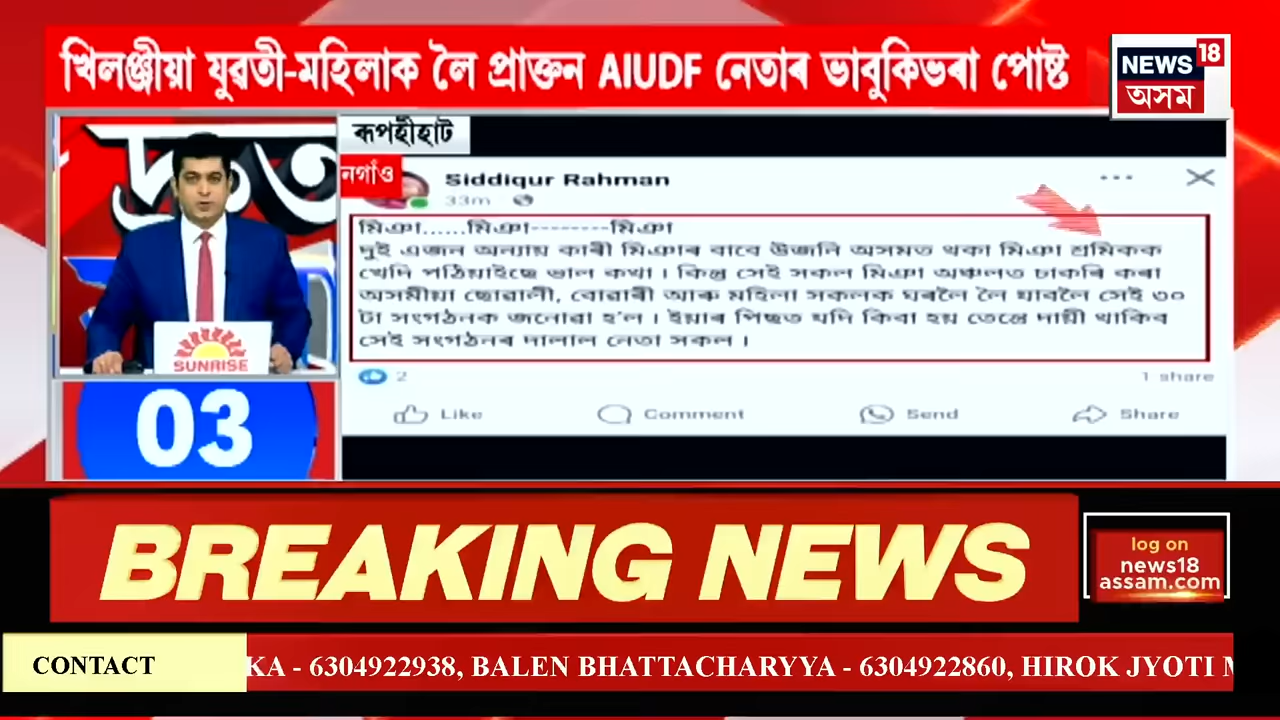 খিলঞ্জীয়া যুৱতী-মহিলাক লৈ প্ৰাক্তন AIUDF নেতাৰ ভাবুকিভৰা পোষ্ট
NEWS 18
অসম
ৰূপহীহাট
নগাঁও
Siddiqur Rahman
33m
মিঞা......মিঞা--------মিঞা
দুই এজন অন্যায় কাৰী মিঞাৰ বাবে উজনি অসমত থকা মিঞা শ্ৰমিকক
খেদি পঠিয়াইছে ভাল কথা । কিন্তু সেই সকল মিঞা অঞ্চলত চাকৰি কৰা
অসমীয়া ছোৱালী, বোৱাৰী আৰু মহিলা সকলক ঘৰলৈ লৈ যাবলৈ সেই ৩০
টা সংগঠনক জনোৱা হ'ল । ইয়াৰ পিছত যদি কিবা হয় তেন্তে দায়ী থাকিব
সেই সংগঠনৰ দালাল নেতা সকল ।
2
1 share
Like Comment Send Share
SUNRISE
03
BREAKING NEWS
log on
news18
assam.com
CONTACT
KA - 6304922938, BALEN BHATTACHARYYA - 6304922860, HIROK JYOTI